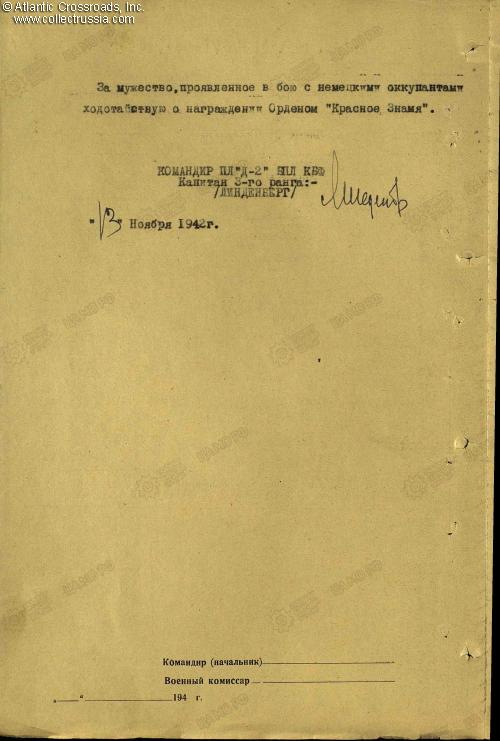 © Atlantic Crossroads, Inc.
www.collectrussia.com
За мужество,проявленное в бою с немецкими оккупантами
ходотайствую о награждении Орденом "Красное Знамя".
КОМАНДИР ПЛ"Д-2" БПЛ КБФ
Капитан 3-го ранга:-
/ЛИНДЕНБЕРГ/
"13" Ноября 1942г.
Командир (начальник)
Военный комиссар
" " 194 г.